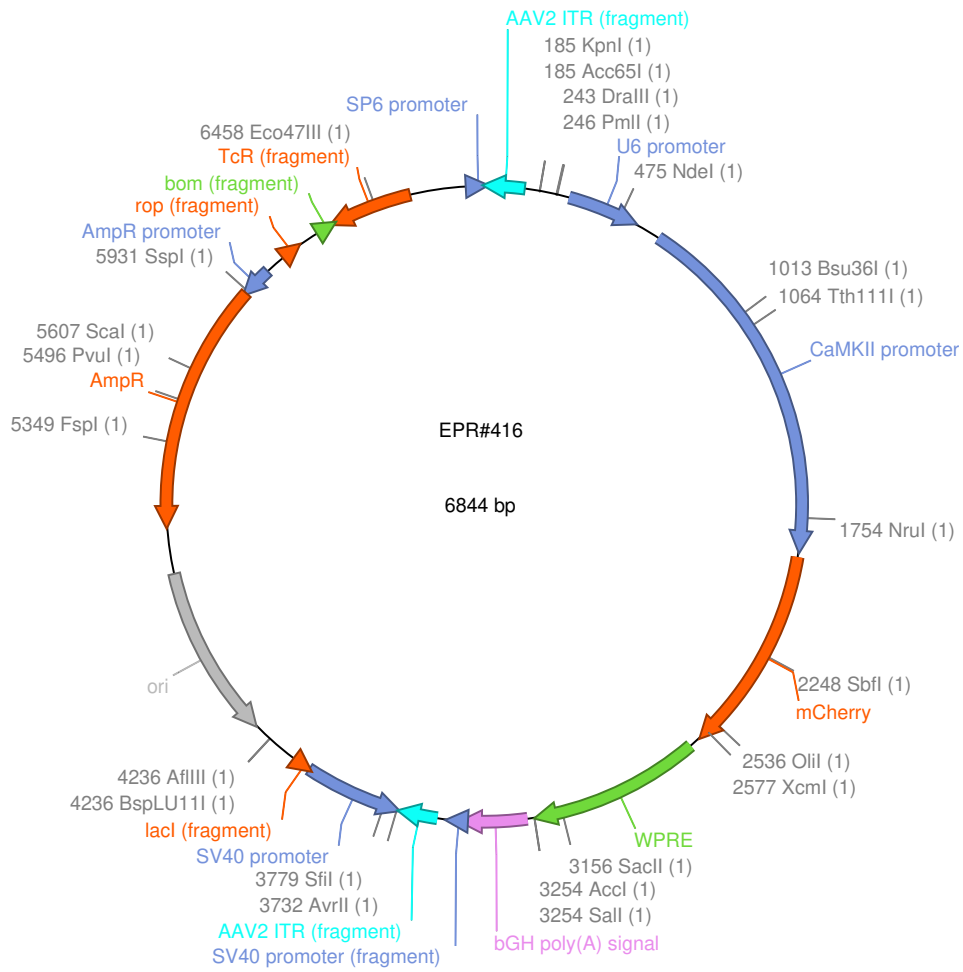 AAV2 ITR (fragment)
185 KpnI (1)
185 Acc65I (1)
243 DraIII (1)
246 PmlI (1)
U6 promoter
475 NdeI (1)
SP6 promoter
6458 Eco47III (1)
TcR (fragment)
bom (fragment)
rop (fragment)
AmpR promoter
5931 SspI (1)
1013 Bsu36I (1)
1064 Tth111I (1)
CaMKII promoter
5607 ScaI (1)
5496 PvuI (1)
AmpR
5349 FspI (1)
EPR#416
6844 bp
1754 NruI (1)
ori
2248 SbfI (1)
mCherry
2536 OliI (1)
2577 XcmI (1)
4236 AflIII (1)
4236 BspLU11I (1)
lacI (fragment)
SV40 promoter
3779 SfiI (1)
3732 AvrII (1)
AAV2 ITR (fragment)
SV40 promoter (fragment)
WPRE
3156 SacII (1)
3254 AccI (1)
3254 SalI (1)
bGH poly(A) signal